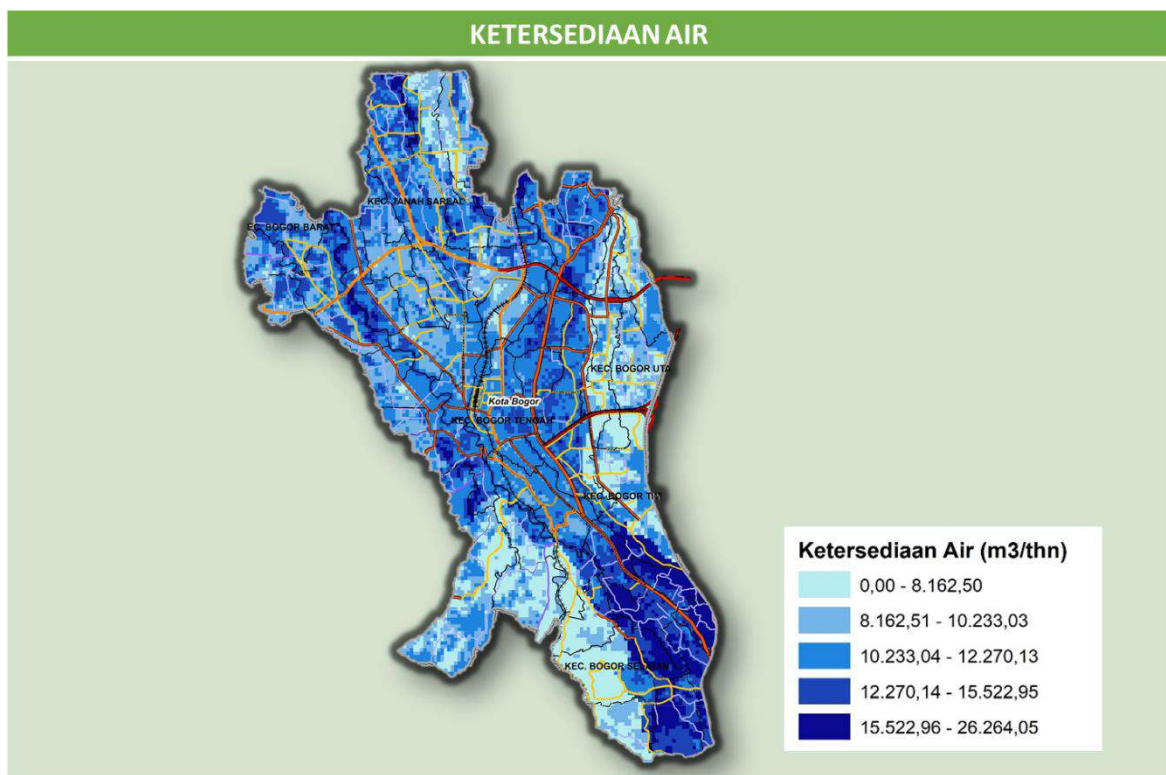 KETERSEDIAAN AIR
KEC. TANAH SAREAL
EC. BOGOR BARAT
KEC. BOGOR UTA
Kota Bogor
KEC. BOGOR TENGAH
KEC. BOGOR TIM
KEC. BOGOR SELATAN
Ketersediaan Air (m3/thn)
0,00 - 8.162,50
8.162,51 - 10.233,03
10.233,04 - 12.270,13
12.270,14 - 15.522,95
15.522,96 - 26.264,05